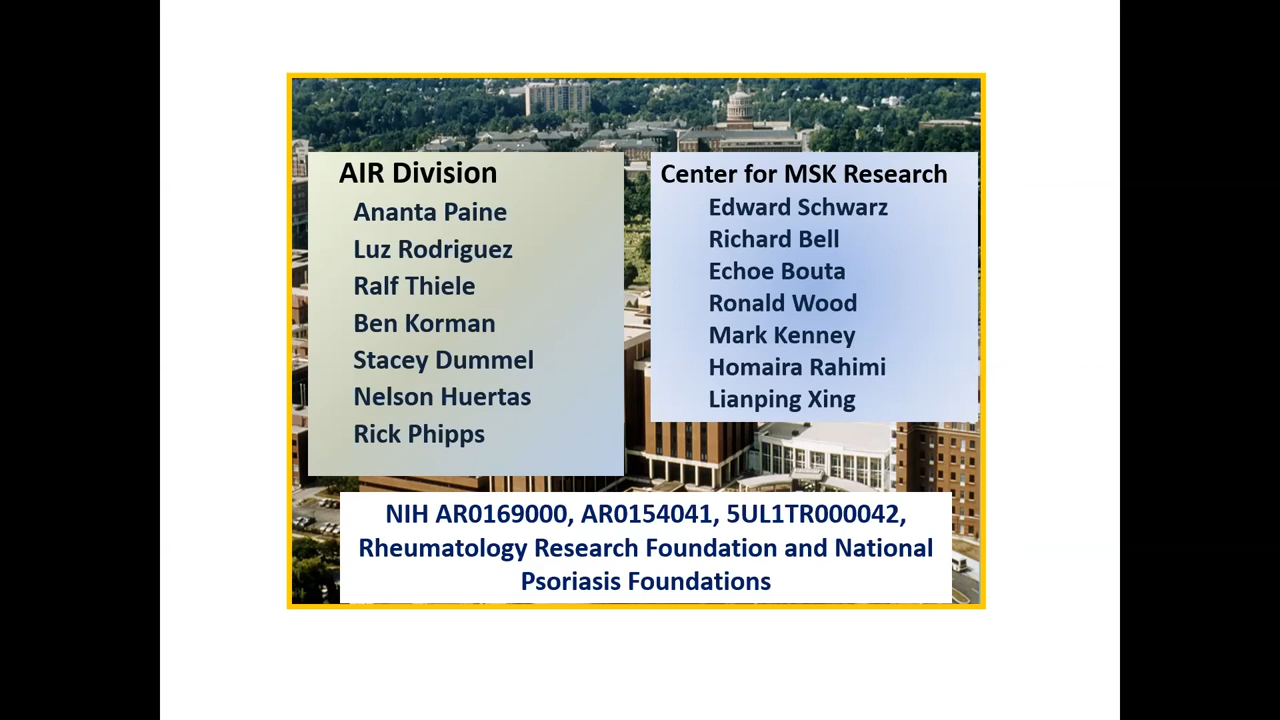 AIR Division
Ananta Paine
Luz Rodriguez
Ralf Thiele
Ben Korman
Stacey Dummel
Nelson Huertas
Rick Phipps
Center for MSK Research
Edward Schwarz
Richard Bell
Echoe Bouta
Ronald Wood
Mark Kenney
Homaira Rahimi
Lianping Xing
NIH AR0169000, AR0154041, 5UL1TR000042,
Rheumatology Research Foundation and National
Psoriasis Foundations